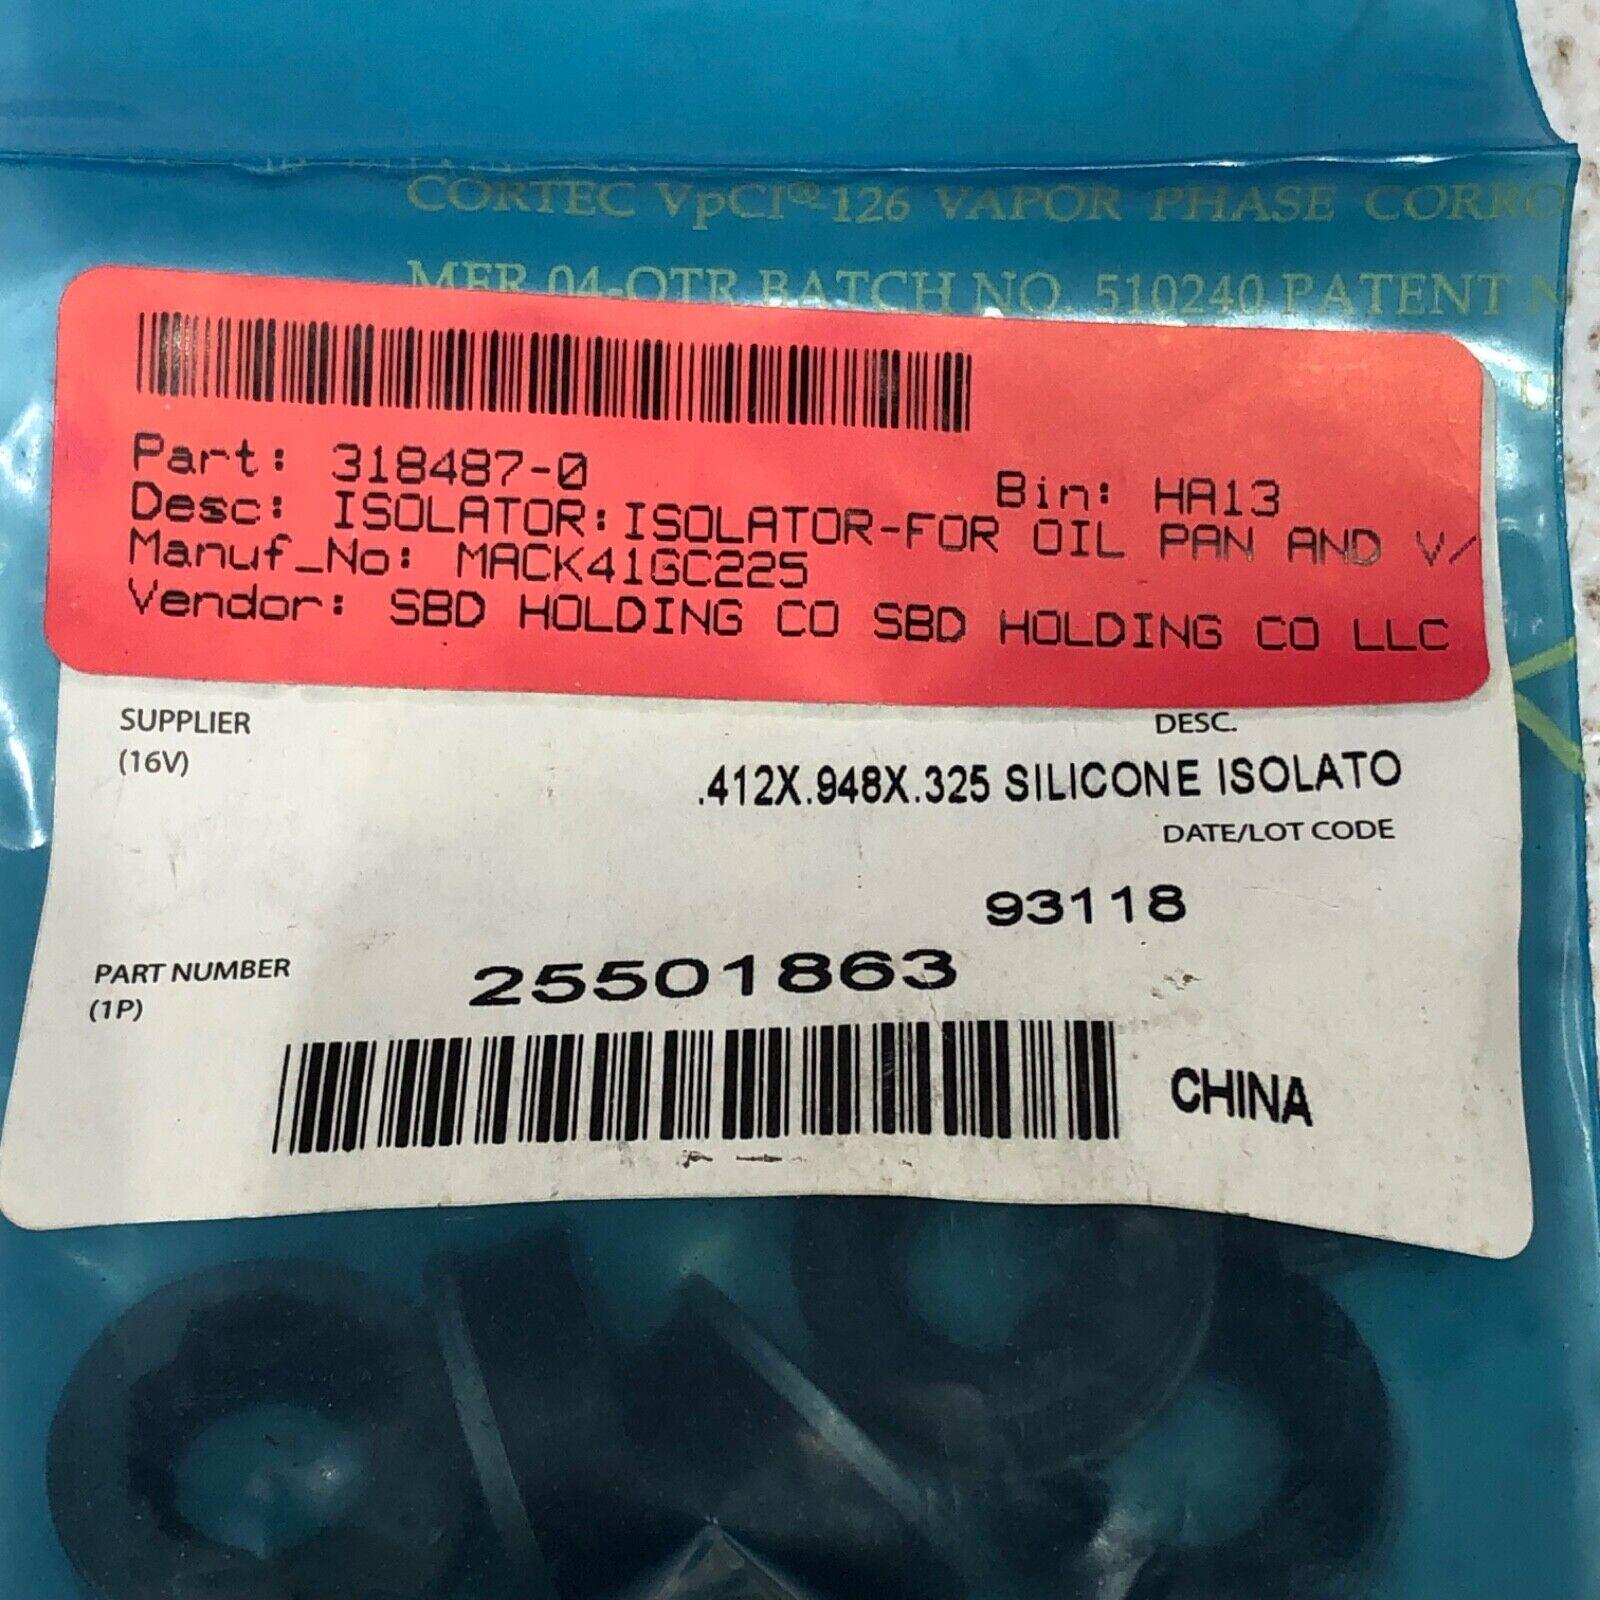 CORTEC VpCI® 126 VAPOR PHASE CORRO
MFR 04-QTR BATCH NO. 510240 PATENT N
Part: 318487-0
Bin: HA13
Desc: ISOLATOR:ISOLATOR-FOR OIL PAN AND V/
Manuf_No: MACK41GC225
Vendor: SBD HOLDING CO SBD HOLDING CO LLC
SUPPLIER
(16V)
DESC.
.412X.948X.325 SILICONE ISOLATO
DATE/LOT CODE
93118
PART NUMBER
(1P)
25501863
CHINA